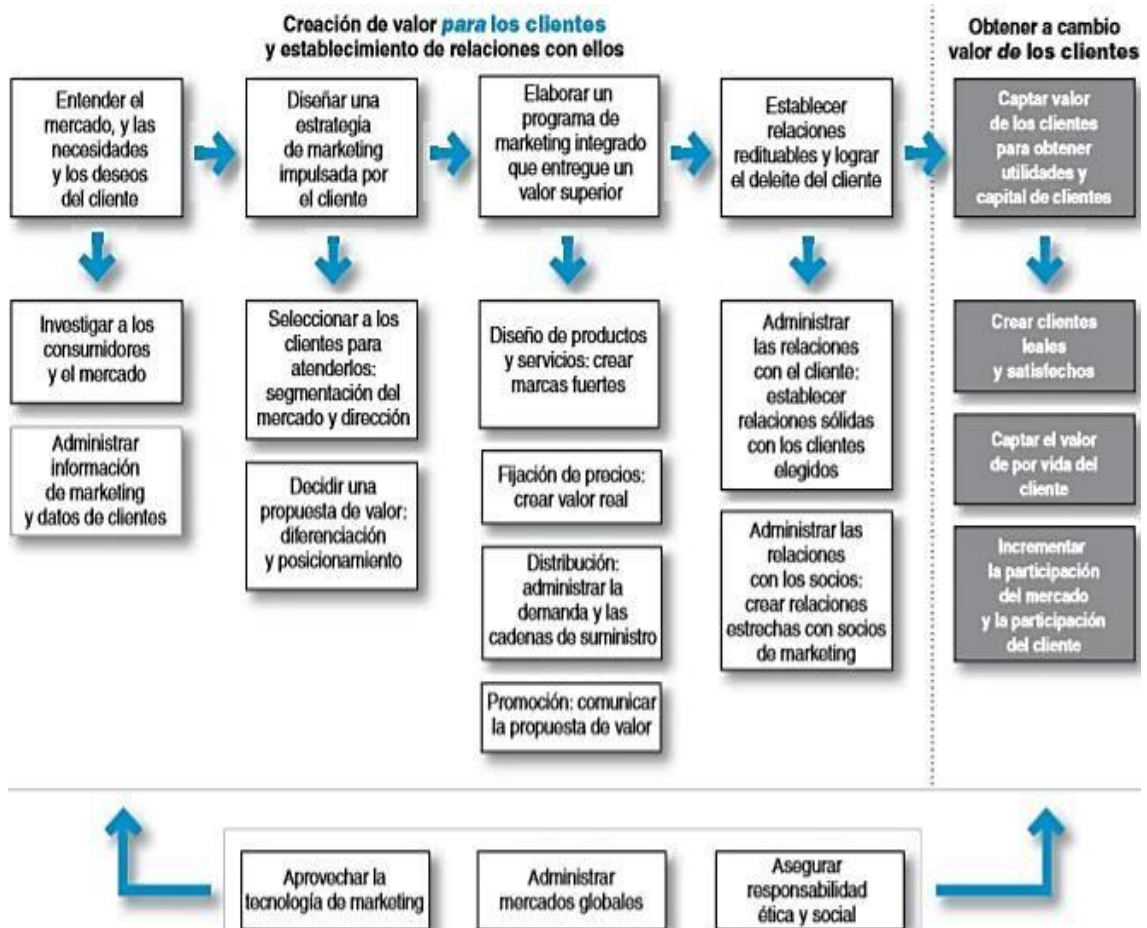 Creación de valor para los clientes
y establecimiento de relaciones con ellos
Obtener a cambio
valor de los clientes
Entender el
mercado, y las
necesidades
y los deseos
del cliente
Diseñar una
estrategia
de marketing
impulsada por
el cliente
Elaborar un
programa de
marketing integrado
que entregue un
valor superior
Establecer
relaciones
redituables y lograr
el deleite del cliente
Captar valor
de los clientes
para obtener
utilidades y
capital de clientes
Investigar a los
consumidores
y el mercado
Administrar
información
de marketing
y datos de clientes
Seleccionar a los
clientes para
atenderlos:
segmentación del
mercado y dirección
Decidir una
propuesta de valor:
diferenciación
y posicionamiento
Diseño de productos
y servicios: crear
marcas fuertes
Fijación de precios:
crear valor real
Distribución:
administrar la
demanda y las
cadenas de suministro
Promoción: comunicar
la propuesta de valor
Administrar
las relaciones
con el cliente:
establecer
relaciones sólidas
con los clientes
elegidos
Administrar las
relaciones
con los socios:
crear relaciones
estrechas con socios
de marketing
Crear clientes
leales
y satisfechos
Captar el valor
de por vida del
cliente
Incrementar
la participación
del mercado
y la participación
del cliente
Aprovechar la
tecnología de marketing
Administrar
mercados globales
Asegurar
responsabilidad
ética y social